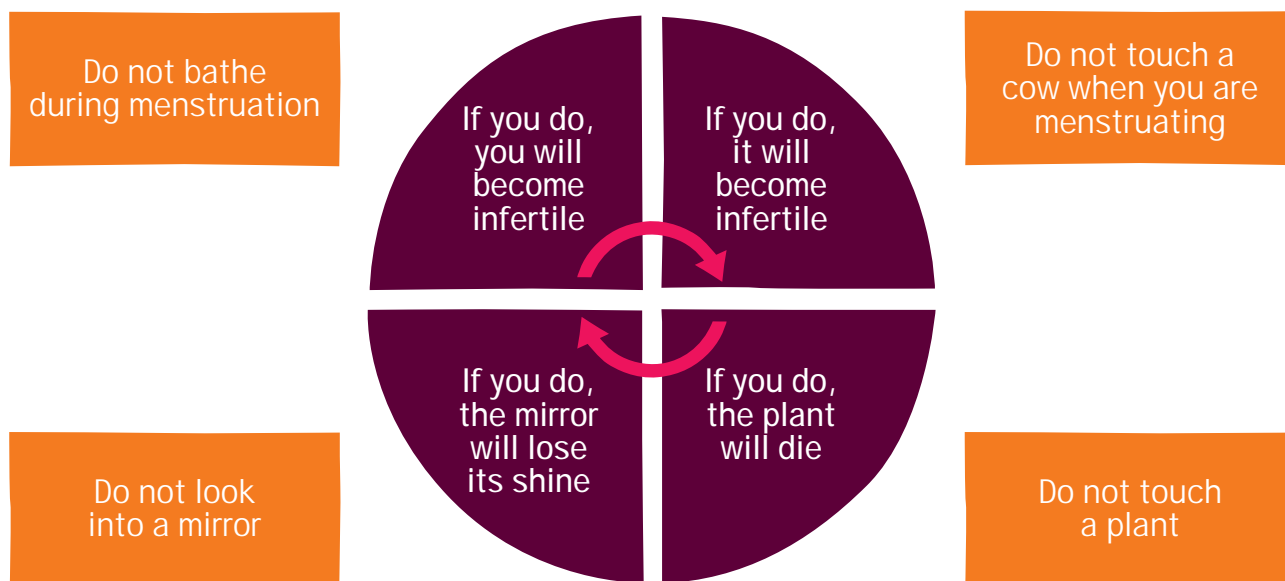 Do not bathe
during menstruation
If you do,
you will
become
infertile
If you do,
it will
become
infertile
Do not touch a
cow when you are
menstruating
Do not look
into a mirror
If you do,
the mirror
will lose
its shine
If you do,
the plant
will die
Do not touch
a plant